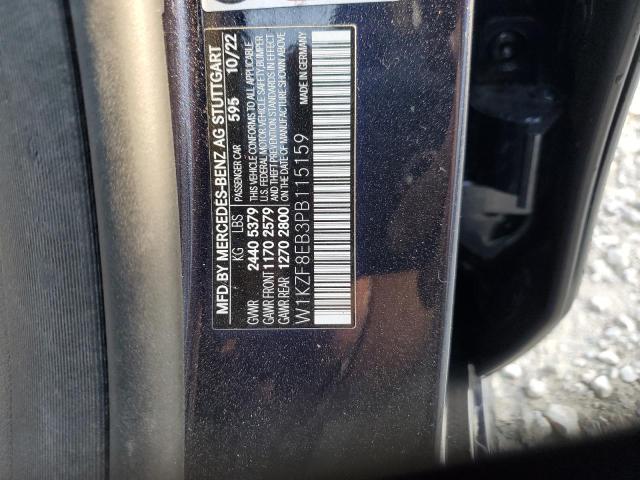 MFD BY MERCEDES-BENZ AG STUTTGART
PASSENGER CAR 595 10/22
KG LBS
GVWR 2440 5379
GAWR FRONT 1170 2579
GAWR REAR 1270 2800
THIS VEHICLE CONFORMS TO ALL APPLICABLE
U.S. FEDERAL MOTOR VEHICLE SAFETY, BUMPER
AND THEFT PREVENTION STANDARDS IN EFFECT
ON THE DATE OF MANUFACTURE SHOWN ABOVE
W1KZF8EB3PB115159
MADE IN GERMANY